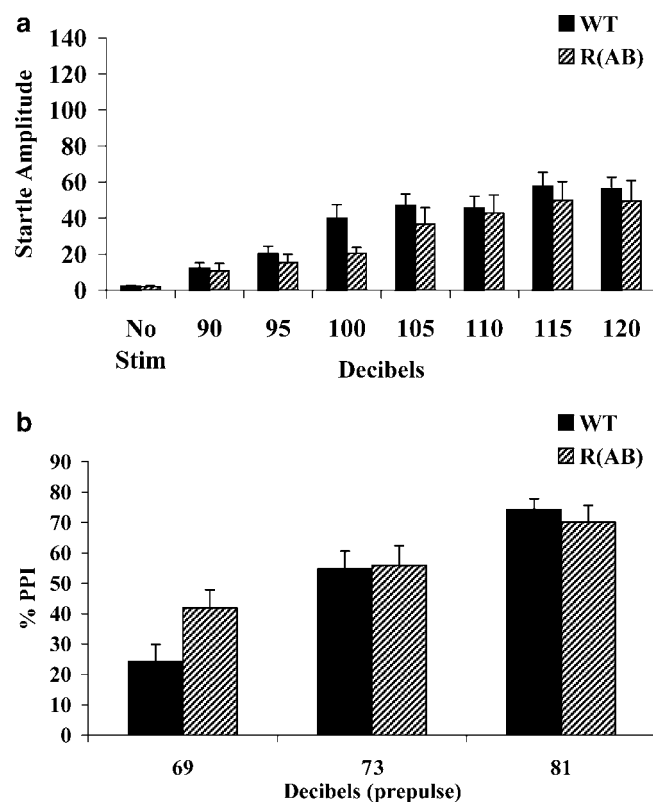 a
WT
R(AB)
140
120
100
80
60
40
20
0
Startle Amplitude
No Stim 90 95 100 105 110 115 120
Decibels
b
WT
R(AB)
90
80
70
60
50
40
30
20
10
0
% PPI
69 73 81
Decibels (prepulse)